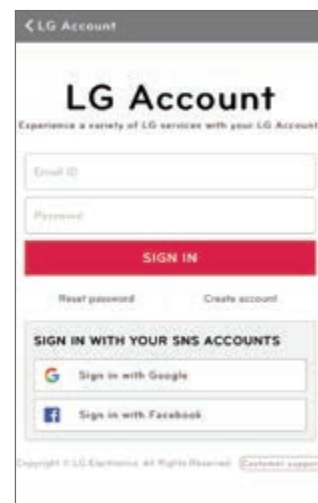 LG Account
LG Account
Experience a variety of LG services with your LG Account
Email ID
Password
SIGN IN
Reset password Create account
SIGN IN WITH YOUR SNS ACCOUNTS
Sign in with Google
Sign in with Facebook
Copyright © LG Electronics. All Rights Reserved. Customer support